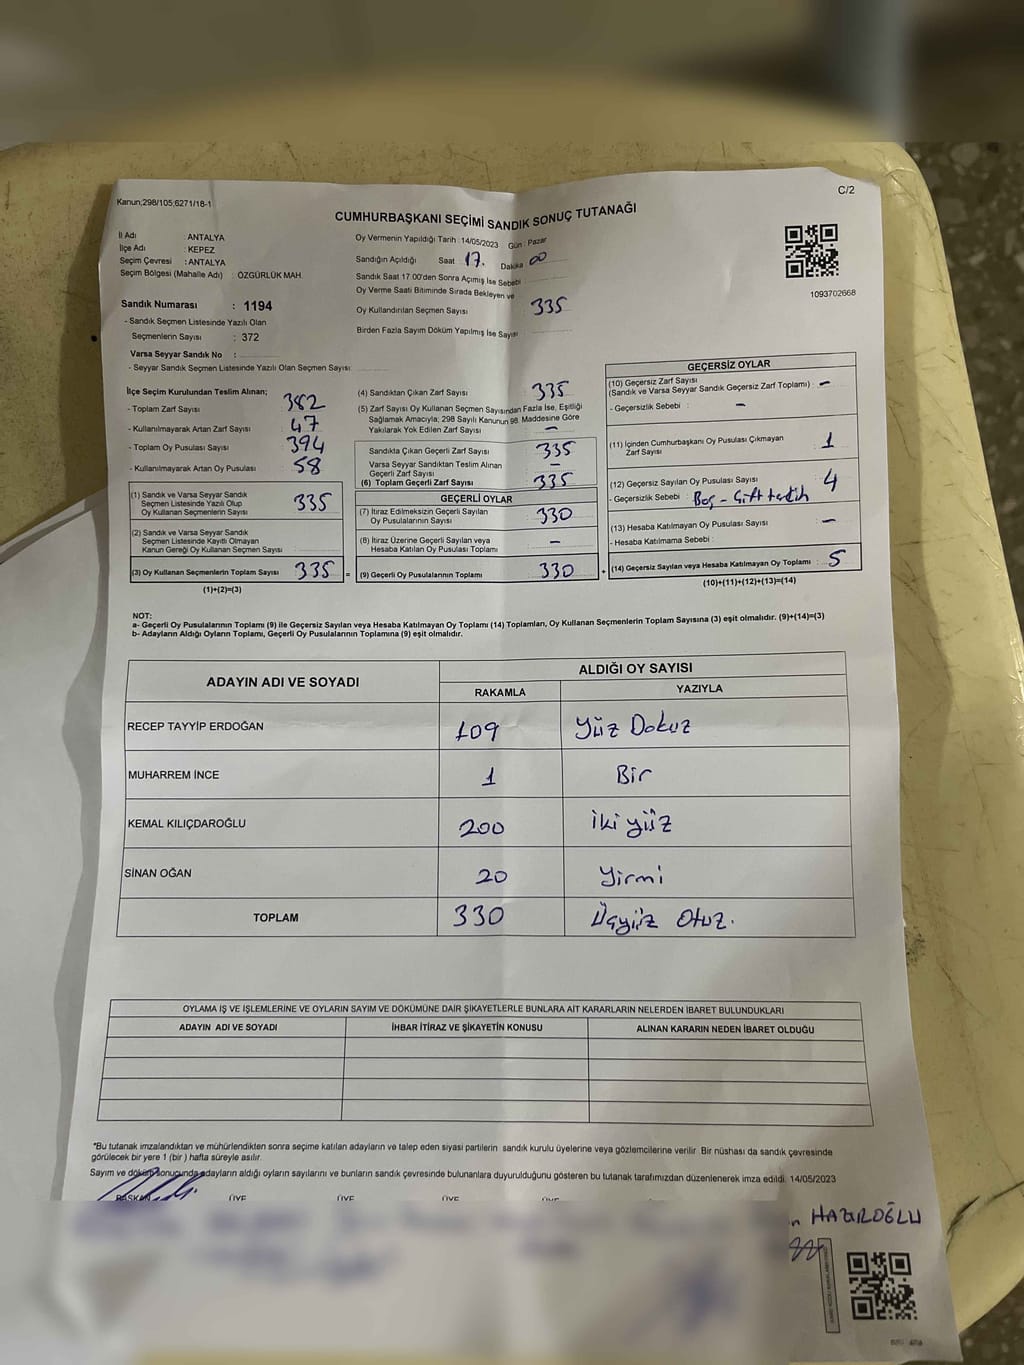 Kanun;298/105;6271/18-1
C/2
CUMHURBAŞKANI SEÇİMİ SANDIK SONUÇ TUTANAĞI
İl Adı : ANTALYA
İlçe Adı : KEPEZ
Seçim Çevresi : ANTALYA
Seçim Bölgesi (Mahalle Adı) : ÖZGÜRLÜK MAH.
Sandık Numarası : 1194
- Sandık Seçmen Listesinde Yazılı Olan
Seçmenlerin Sayısı : 372
Varsa Seyyar Sandık No :
- Seyyar Sandık Seçmen Listesinde Yazılı Olan Seçmen Sayısı:
Oy Vermenin Yapıldığı Tarih : 14/05/2023 Gün : Pazar
Sandığın Açıldığı Saat 17. Dakika : 00
Sandık Saat 17:00'den Sonra Açımış İse Sebebi
Oy Verme Saati Bitiminde Sırada Bekleyen ve
Oy Kullandırılan Seçmen Sayısı 335
Birden Fazla Sayım Döküm Yapılmış İse Sayısı
1093702668
İlçe Seçim Kurulundan Teslim Alınan;
- Toplam Zarf Sayısı 382
- Kullanılmayarak Artan Zarf Sayısı : 47
- Toplam Oy Pusulası Sayısı : 394
- Kullanılmayarak Artan Oy Pusulası : 58
(1) Sandık ve Varsa Seyyar Sandık
Seçmen Listesinde Yazılı Olup
Oy Kullanan Seçmenlerin Sayısı : 335
(2) Sandık ve Varsa Seyyar Sandık
Seçmen Listesinde Kayıtlı Olmayan
Kanun Gereği Oy Kullanan Seçmen Sayısı :
(3) Oy Kullanan Seçmenlerin Toplam Sayısı : 335 =
(1)+(2)=(3)
(4) Sandıktan Çıkan Zarf Sayısı : 335
(5) Zarf Sayısı Oy Kullanan Seçmen Sayısından Fazla İse, Eşitliği
Sağlamak Amacıyla; 298 Sayılı Kanunun 98. Maddesine Göre
Yakılarak Yok Edilen Zarf Sayısı : -
Sandıkta Çıkan Geçerli Zarf Sayısı : 335
Varsa Seyyar Sandıktan Teslim Alınan
Geçerli Zarf Sayısı : -
(6) Toplam Geçerli Zarf Sayısı : 335
GEÇERLİ OYLAR
(7) İtiraz Edilmeksizin Geçerli Sayılan
Oy Pusulalarının Sayısı : 330
(8) İtiraz Üzerine Geçerli Sayılan veya
Hesaba Katılan Oy Pusulası Toplamı : -
(9) Geçerli Oy Pusulalarının Toplamı : 330 +
GEÇERSİZ OYLAR
(10) Geçersiz Zarf Sayısı
(Sandık ve Varsa Seyyar Sandık Geçersiz Zarf Toplamı) : -
- Geçersizlik Sebebi : -
(11) İçinden Cumhurbaşkanı Oy Pusulası Çıkmayan
Zarf Sayısı : 1
(12) Geçersiz Sayılan Oy Pusulası Sayısı : 4
- Geçersizlik Sebebi : Boş - Çift tercih
(13) Hesaba Katılmayan Oy Pusulası Sayısı : -
- Hesaba Katılmama Sebebi :
(14) Geçersiz Sayılan veya Hesaba Katılmayan Oy Toplamı : 5
(10)+(11)+(12)+(13)=(14)
NOT:
a- Geçerli Oy Pusulalarının Toplamı (9) ile Geçersiz Sayılan veya Hesaba Katılmayan Oy Toplamı (14) Toplamları, Oy Kullanan Seçmenlerin Toplam Sayısına (3) eşit olmalıdır. (9)+(14)=(3)
b- Adayların Aldığı Oyların Toplamı, Geçerli Oy Pusulalarının Toplamına (9) eşit olmalıdır.
ADAYIN ADI VE SOYADI
ALDIĞI OY SAYISI
RAKAMLA YAZIYLA
RECEP TAYYİP ERDOĞAN 109 Yüz Dokuz
MUHARREM İNCE 1 Bir
KEMAL KILIÇDAROĞLU 200 İki yüz
SİNAN OĞAN 20 Yirmi
TOPLAM 330 Üçyüz Otuz.
OYLAMA İŞ VE İŞLEMLERİNE VE OYLARIN SAYIM VE DÖKÜMÜNE DAİR ŞİKAYETLERLE BUNLARA AİT KARARLARIN NELERDEN İBARET BULUNDUKLARI
ADAYIN ADI VE SOYADI İHBAR İTİRAZ VE ŞİKAYETİN KONUSU ALINAN KARARIN NEDEN İBARET OLDUĞU
*Bu tutanak imzalandıktan ve mühürlendikten sonra seçime katılan adayların ve talep eden siyasi partilerin sandık kurulu üyelerine veya gözlemcilerine verilir. Bir nüshası da sandık çevresinde
görülecek bir yere 1 (bir) hafta süreyle asılır.
Sayım ve döküm sonucunda adayların aldığı oyların sayılarını ve bunların sandık çevresinde bulunanlara duyurulduğunu gösteren bu tutanak tarafımızdan düzenlenerek imza edildi. 14/05/2023
BAŞKAN ÜYE ÜYE ÜYE ÜYE
HAZIROĞLU